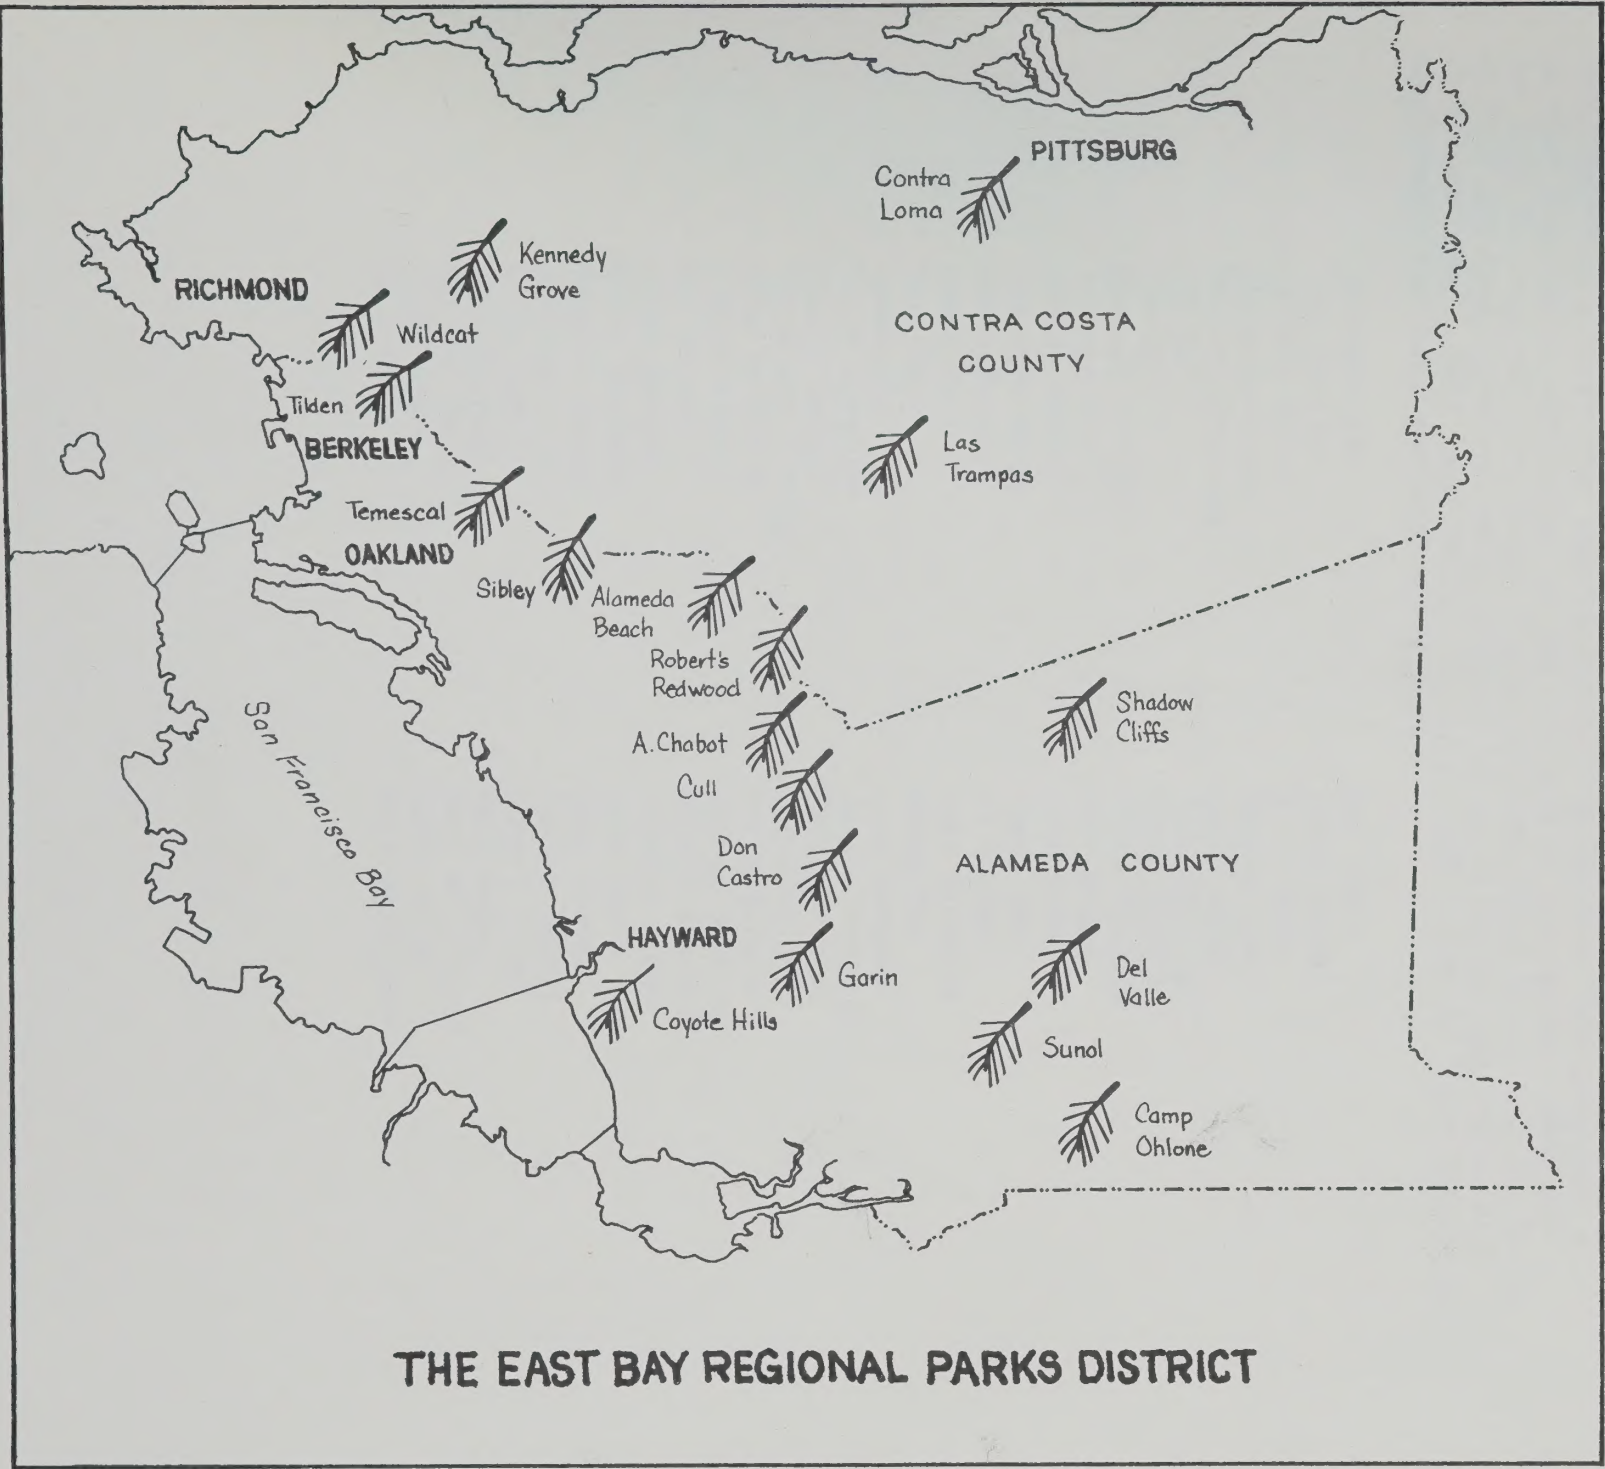 PITTSBURG
Contra
Loma
Kennedy
Grove
RICHMOND
Wildcat
CONTRA COSTA
COUNTY
Tilden
BERKELEY
Las
Trampas
Temescal
OAKLAND
Sibley
Alameda
Beach
Robert's
Redwood
Shadow
Cliffs
San Francisco Bay
A. Chabot
Cull
Don
Castro
ALAMEDA COUNTY
HAYWARD
Garin
Del
Valle
Coyote Hills
Sunol
Camp
Ohlone
THE EAST BAY REGIONAL PARKS DISTRICT